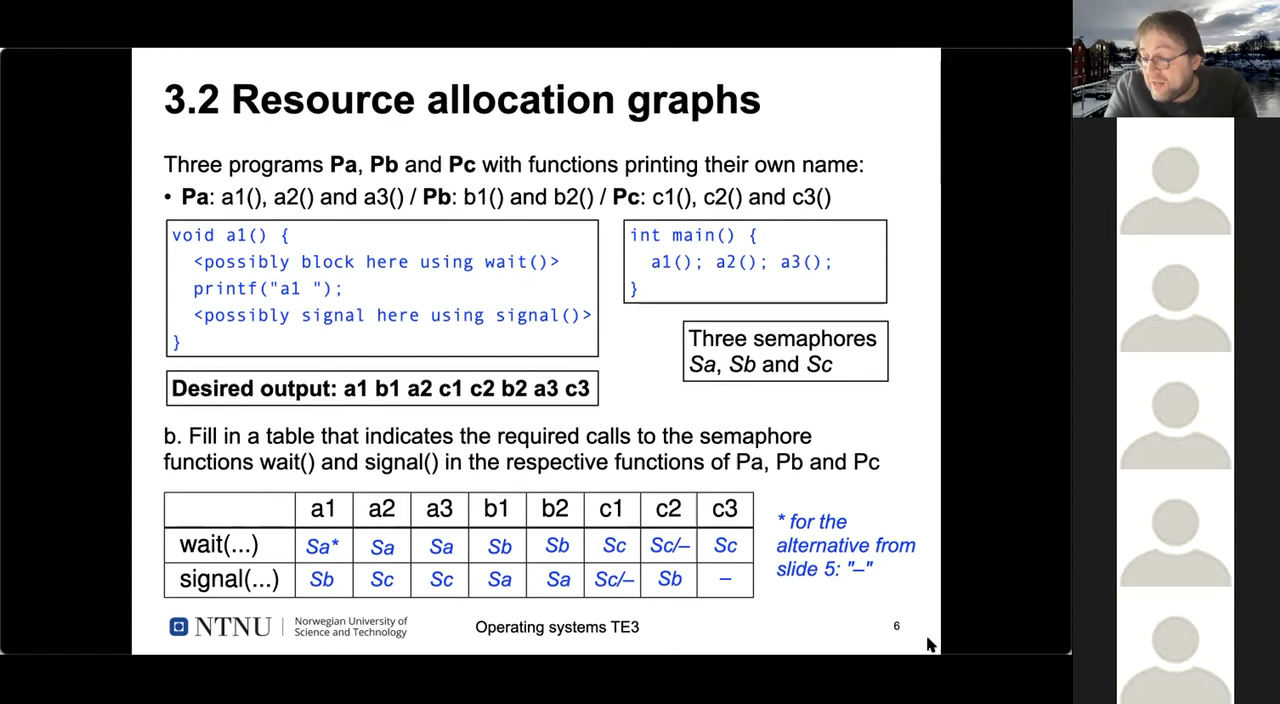 3.2 Resource allocation graphs
Three programs Pa, Pb and Pc with functions printing their own name:
• Pa: a1(), a2() and a3() / Pb: b1() and b2() / Pc: c1(), c2() and c3()
void a1() {
<possibly block here using wait()>
printf("a1 ");
<possibly signal here using signal()>
}
int main() {
a1(); a2(); a3();
}
Three semaphores
Sa, Sb and Sc
Desired output: a1 b1 a2 c1 c2 b2 a3 c3
b. Fill in a table that indicates the required calls to the semaphore
functions wait() and signal() in the respective functions of Pa, Pb and Pc
a1 a2 a3 b1 b2 c1 c2 c3
wait(...) Sa* Sa Sa Sb Sb Sc Sc/– Sc
signal(...) Sb Sc Sc Sa Sa Sc/– Sb –
* for the
alternative from
slide 5: "–"
NTNU
Norwegian University of
Science and Technology
Operating systems TE3
6